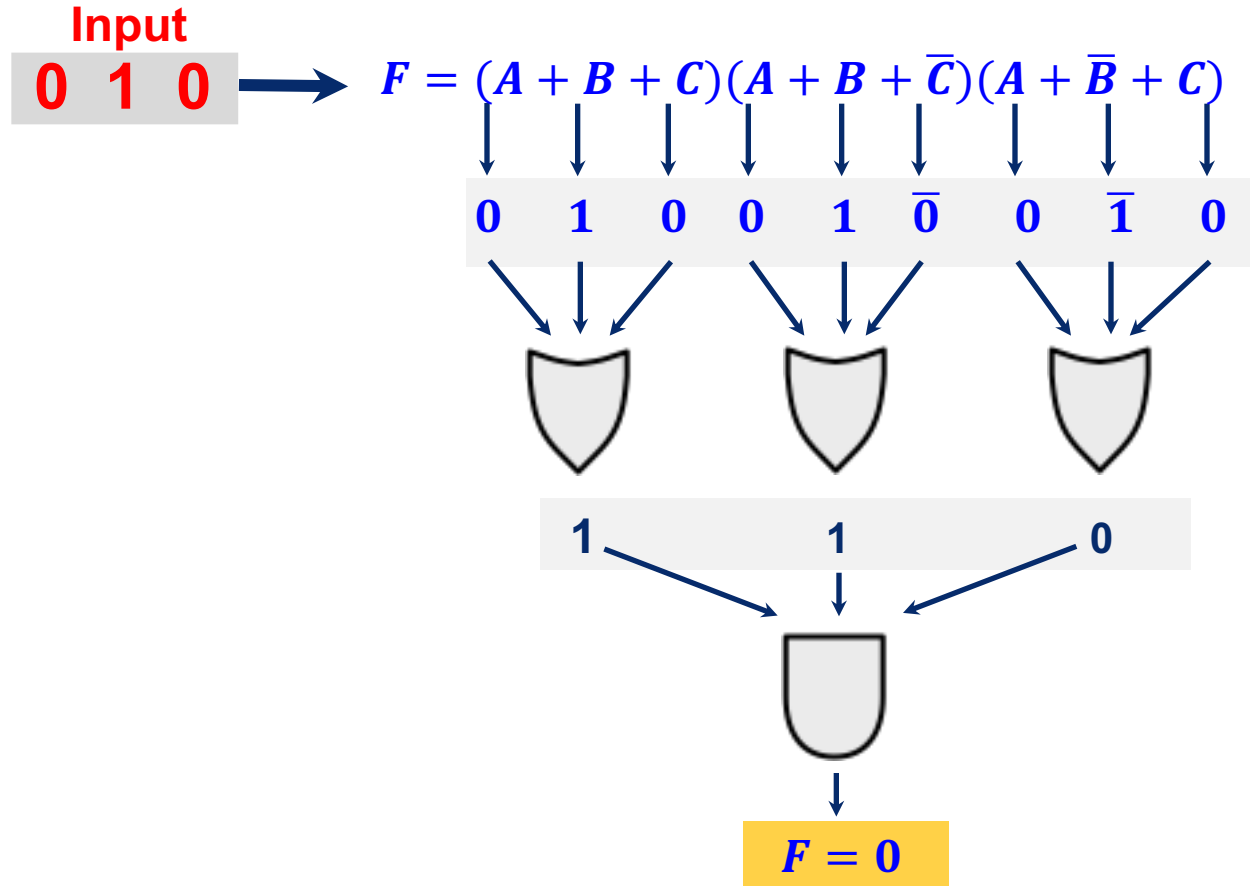 Input
0 1 0
F = (A + B + C)(A + B + C̅)(A + B̅ + C)
0 1 0 0 1 0̅ 0 1̅ 0
1 1 0
F = 0